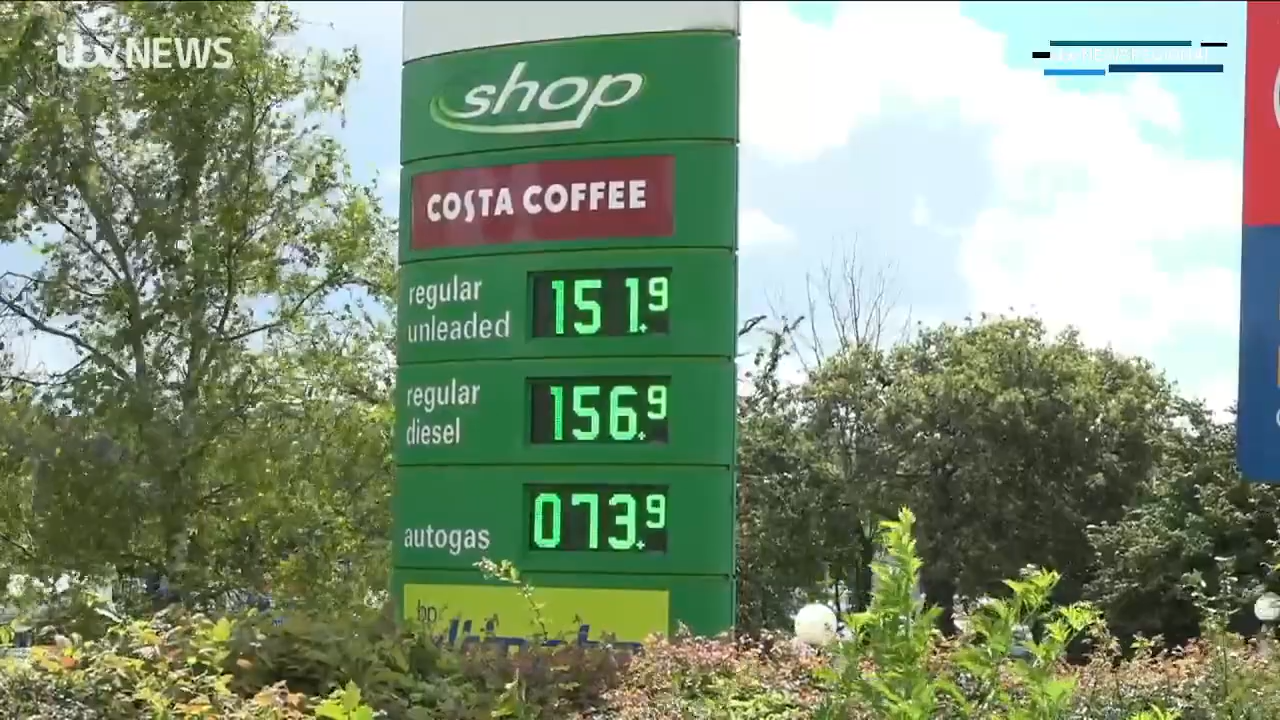 itv NEWS
shop
COSTA COFFEE
regular unleaded
151.9
regular diesel
156.9
autogas
073.9
bp